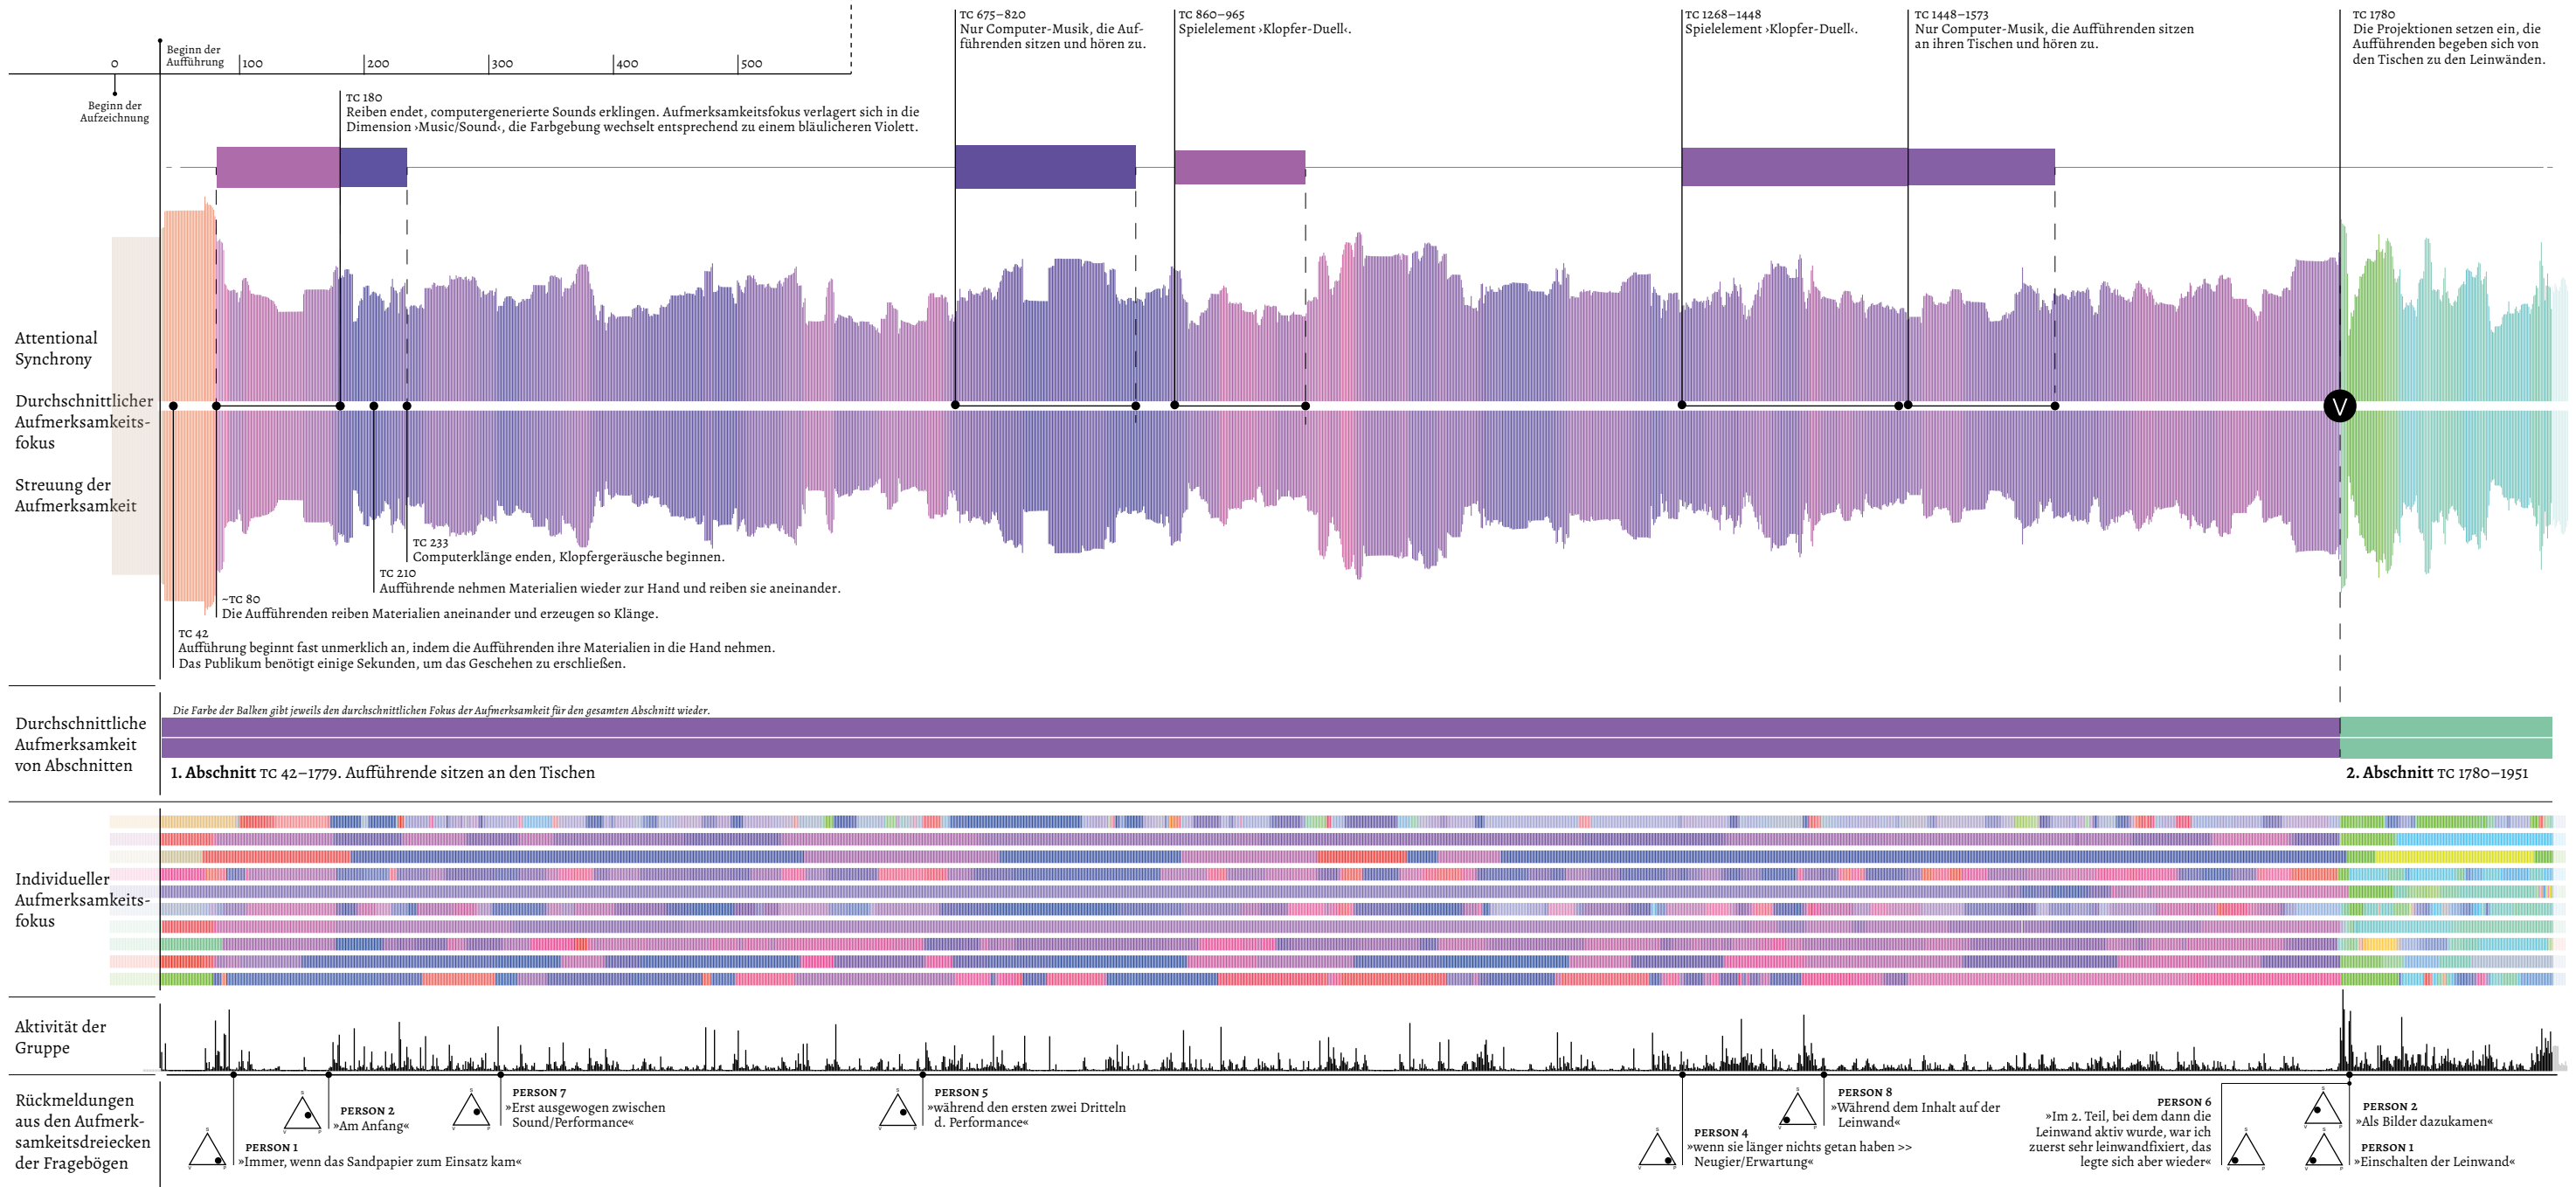 Beginn der
Aufführung
0
100
200
300
400
500
Beginn der
Aufzeichnung
TC 180
Reiben endet, computergenerierte Sounds erklingen. Aufmerksamkeitsfokus verlagert sich in die
Dimension ›Music/Sound‹, die Farbgebung wechselt entsprechend zu einem bläulicheren Violett.
TC 675–820
Nur Computer-Musik, die Auf-
führenden sitzen und hören zu.
TC 860–965
Spielelement ›Klopfer-Duell‹.
TC 1268–1448
Spielelement ›Klopfer-Duell‹.
TC 1448–1573
Nur Computer-Musik, die Aufführenden sitzen
an ihren Tischen und hören zu.
TC 1780
Die Projektionen setzen ein, die
Aufführenden begeben sich von
den Tischen zu den Leinwänden.
Attentional
Synchrony
Durchschnittlicher
Aufmerksamkeits-
fokus
Streuung der
Aufmerksamkeit
V
TC 233
Computerklänge enden, Klopfergeräusche beginnen.
TC 210
Aufführende nehmen Materialien wieder zur Hand und reiben sie aneinander.
~TC 80
Die Aufführenden reiben Materialien aneinander und erzeugen so Klänge.
TC 42
Aufführung beginnt fast unmerklich an, indem die Aufführenden ihre Materialien in die Hand nehmen.
Das Publikum benötigt einige Sekunden, um das Geschehen zu erschließen.
Durchschnittliche
Aufmerksamkeit
von Abschnitten
Die Farbe der Balken gibt jeweils den durchschnittlichen Fokus der Aufmerksamkeit für den gesamten Abschnitt wieder.
1. Abschnitt TC 42–1779. Aufführende sitzen an den Tischen
2. Abschnitt TC 1780–1951
Individueller
Aufmerksamkeits-
fokus
Aktivität der
Gruppe
Rückmeldungen
aus den Aufmerk-
samkeitsdreiecken
der Fragebögen
S
V
P
PERSON 1
»Immer, wenn das Sandpapier zum Einsatz kam«
S
V
P
PERSON 2
»Am Anfang«
S
V
P
PERSON 7
»Erst ausgewogen zwischen
Sound/Performance«
S
V
P
PERSON 5
»während den ersten zwei Dritteln
d. Performance«
S
V
P
PERSON 4
»wenn sie länger nichts getan haben >>
Neugier/Erwartung«
S
V
P
PERSON 8
»Während dem Inhalt auf der
Leinwand«
PERSON 6
»Im 2. Teil, bei dem dann die
Leinwand aktiv wurde, war ich
zuerst sehr leinwandfixiert, das
legte sich aber wieder«
S
V
P
S
V
P
PERSON 2
»Als Bilder dazukamen«
S
V
P
PERSON 1
»Einschalten der Leinwand«